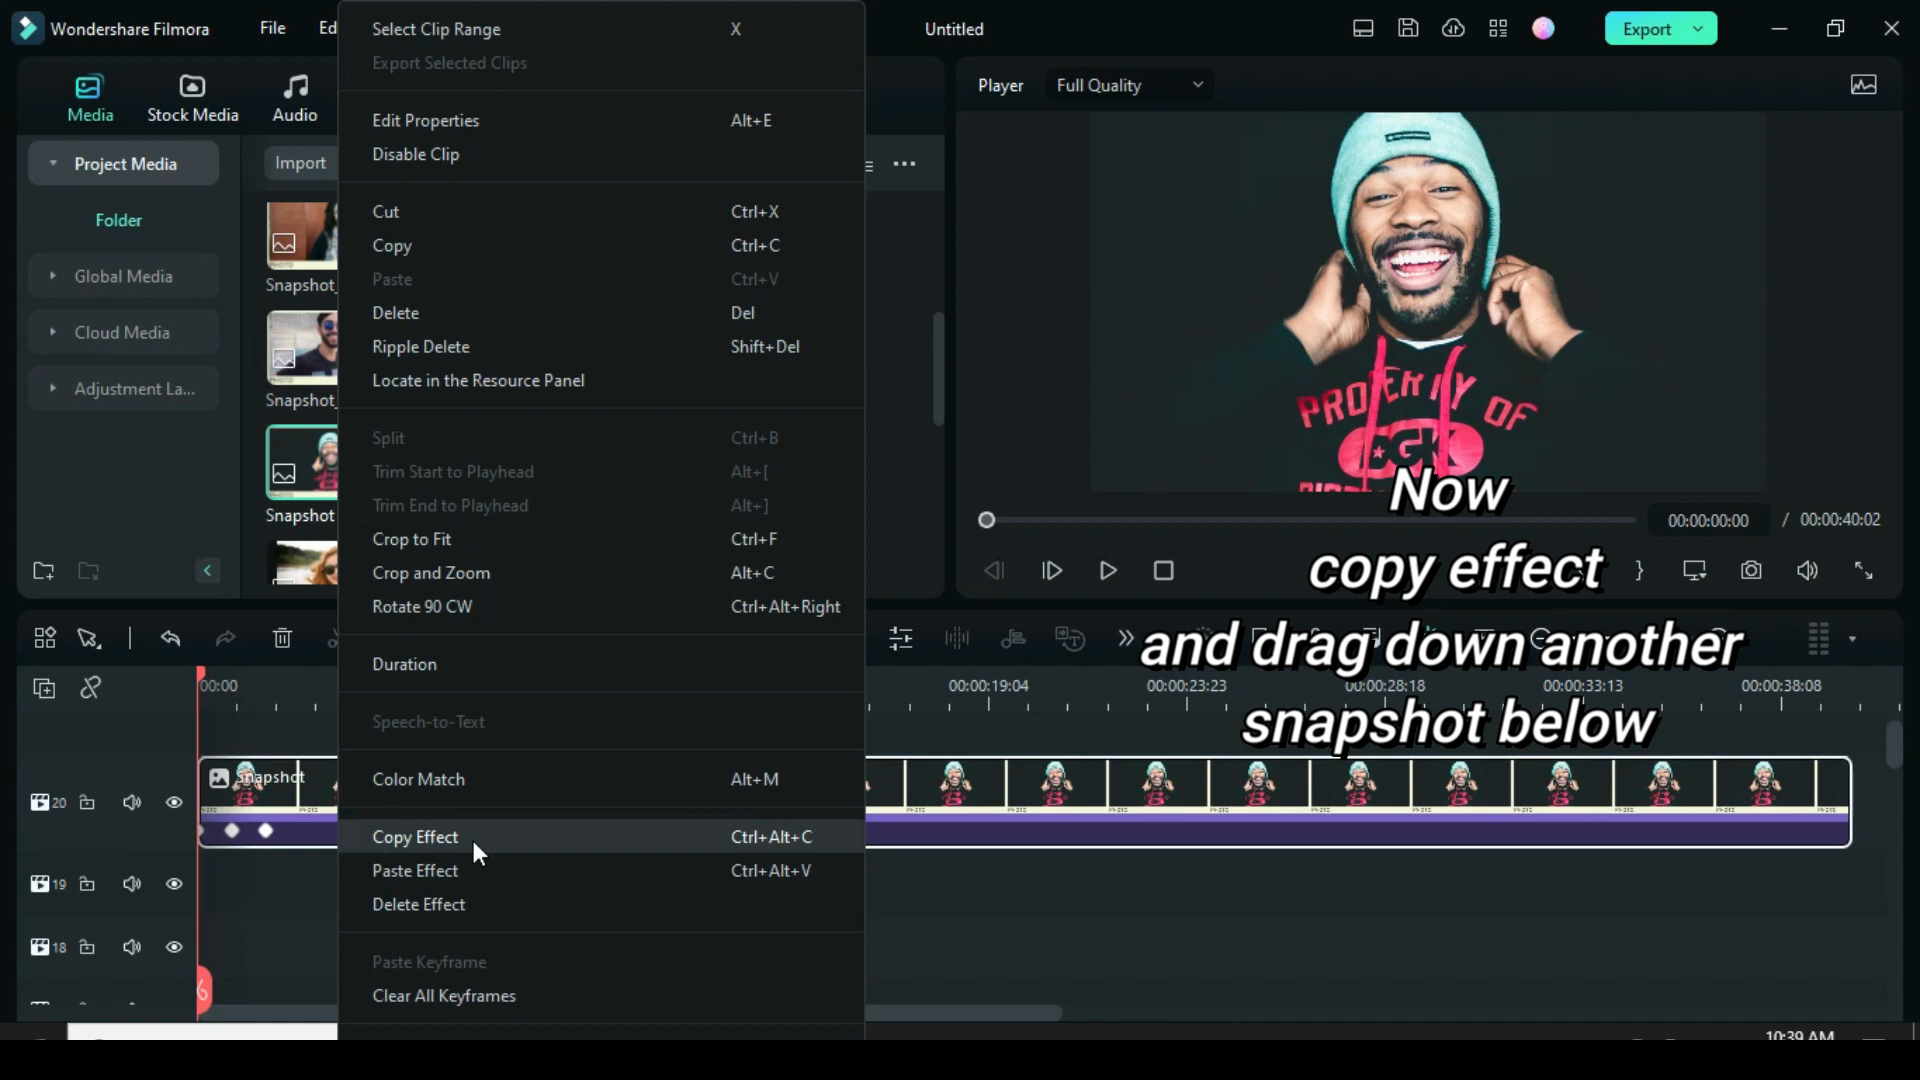 Wondershare Filmora
File
Ed
Untitled
Export
Media
Stock Media
Audio
Project Media
Folder
Global Media
Cloud Media
Adjustment La...
Import
Snapshot_
Snapshot_
Snapshot
Select Clip Range X
Export Selected Clips
Edit Properties Alt+E
Disable Clip
Cut Ctrl+X
Copy Ctrl+C
Paste Ctrl+V
Delete Del
Ripple Delete Shift+Del
Locate in the Resource Panel
Split Ctrl+B
Trim Start to Playhead Alt+[
Trim End to Playhead Alt+]
Crop to Fit Ctrl+F
Crop and Zoom Alt+C
Rotate 90 CW Ctrl+Alt+Right
Duration
Speech-to-Text
Color Match Alt+M
Copy Effect Ctrl+Alt+C
Paste Effect Ctrl+Alt+V
Delete Effect
Paste Keyframe
Clear All Keyframes
Player
Full Quality
PROPERTY OF
DGK
00:00:00:00 / 00:00:40:02
Now
copy effect
and drag down another
snapshot below
00:00 00:00:19:04 00:00:23:23 00:00:28:18 00:00:33:13 00:00:38:08
Snapshot
20
19
18
10:39 AM